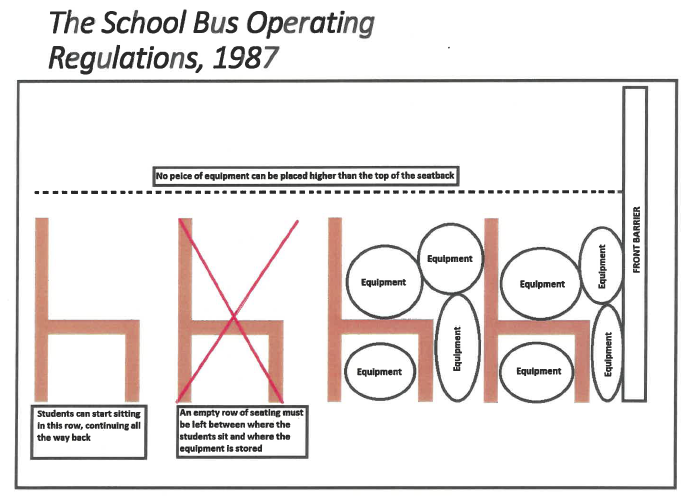 The School Bus Operating
Regulations, 1987
No peice of equipment can be placed higher than the top of the seatback
FRONT BARRIER
Equipment
Equipment
Equipment
Equipment
Equipment
Equipment
Equipment
Equipment
Students can start sitting
in this row, continuing all
the way back
An empty row of seating must
be left between where the
students sit and where the
equipment is stored